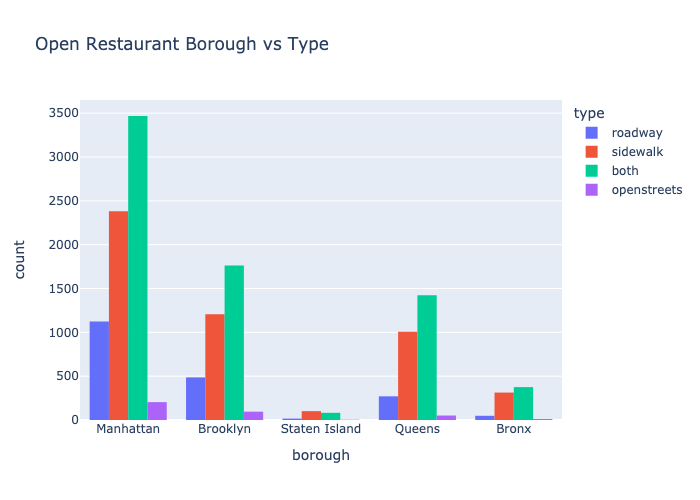 Open Restaurant Borough vs Type
type
roadway
sidewalk
both
openstreets
3500
3000
2500
2000
1500
1000
500
0
count
Manhattan Brooklyn Staten Island Queens Bronx
borough